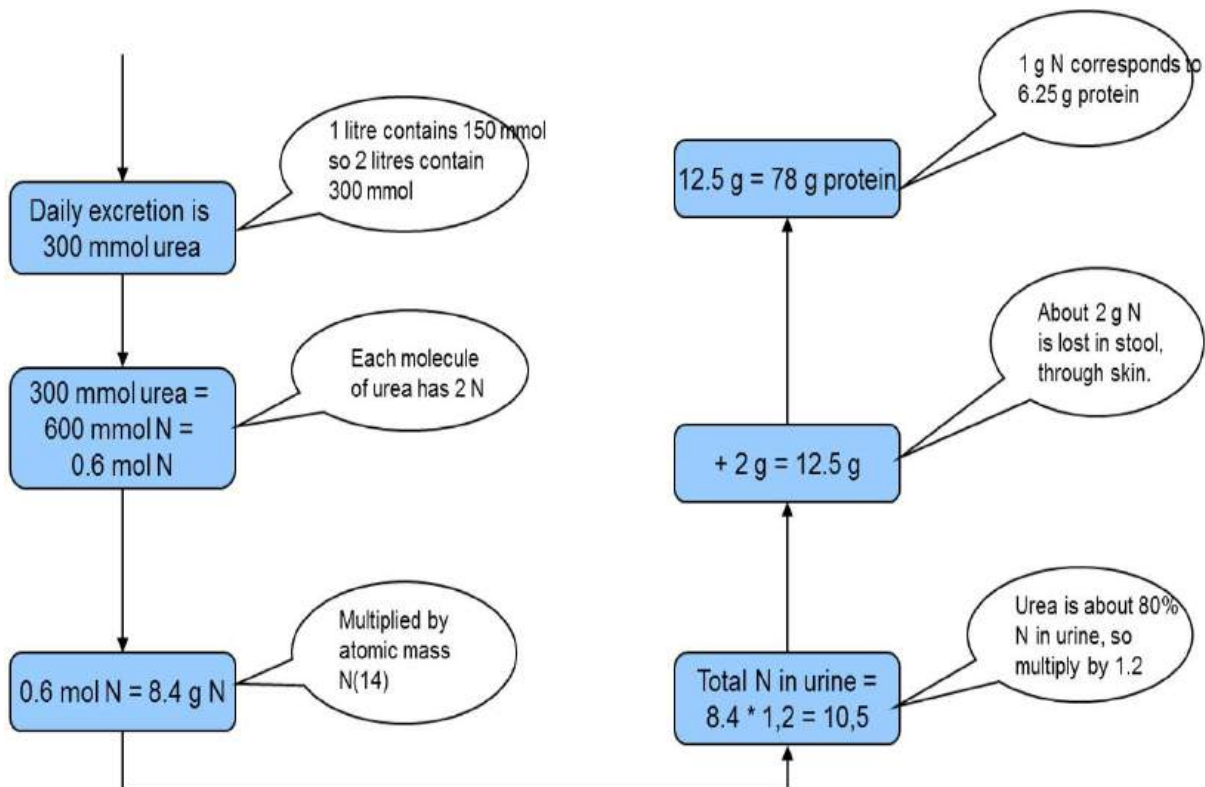 1 litre contains 150 mmol
so 2 litres contain
300 mmol
Daily excretion is
300 mmol urea
Each molecule
of urea has 2 N
300 mmol urea =
600 mmol N =
0.6 mol N
Multiplied by
atomic mass
N(14)
0.6 mol N = 8.4 g N
Urea is about 80%
N in urine, so
multiply by 1.2
Total N in urine =
8.4 * 1,2 = 10,5
About 2 g N
is lost in stool,
through skin.
+ 2 g = 12.5 g
1 g N corresponds to
6.25 g protein
12.5 g = 78 g protein